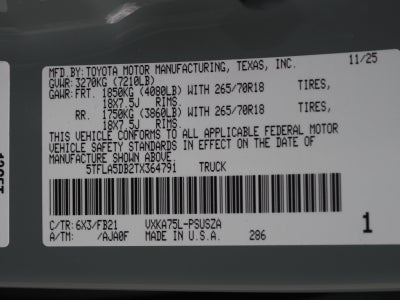 MFD.BY: TOYOTA MOTOR MANUFACTURING, TEXAS, INC. 11/25
GVWR: 3270KG (7210LB)
GAWR: FRT. 1850KG (4080LB) WITH 265/70R18 TIRES,
18X7.5J RIMS.
RR. 1750KG (3860LB) WITH 265/70R18 TIRES,
18X7.5J RIMS.
THIS VEHICLE CONFORMS TO ALL APPLICABLE FEDERAL MOTOR
VEHICLE SAFETY STANDARDS IN EFFECT ON THE DATE OF
MANUFACTURE SHOWN ABOVE.
5TFLA5DB2TX364791 TRUCK
C/TR: 6X3/FB21 VXKA75L-PSUSZA 1
A/TM: /AJA0F MADE IN U.S.A. 286